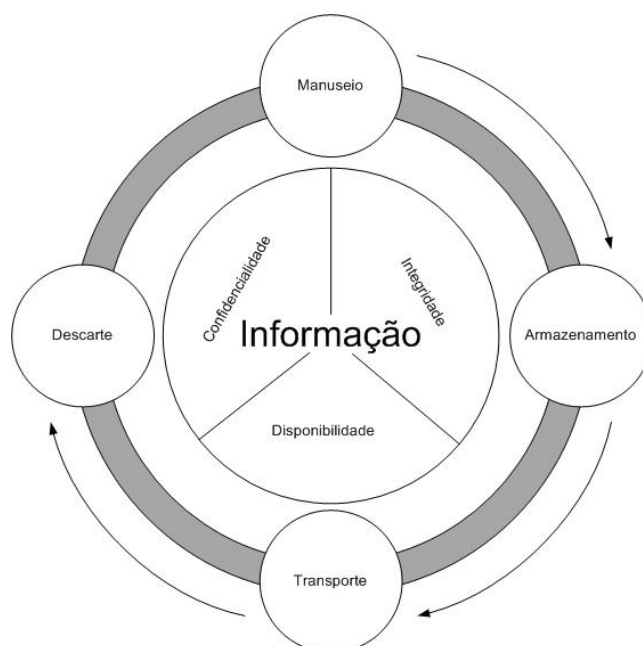 Manuseio
Confidencialidade
Integridade
Descarte
Informação
Armazenamento
Disponibilidade
Transporte